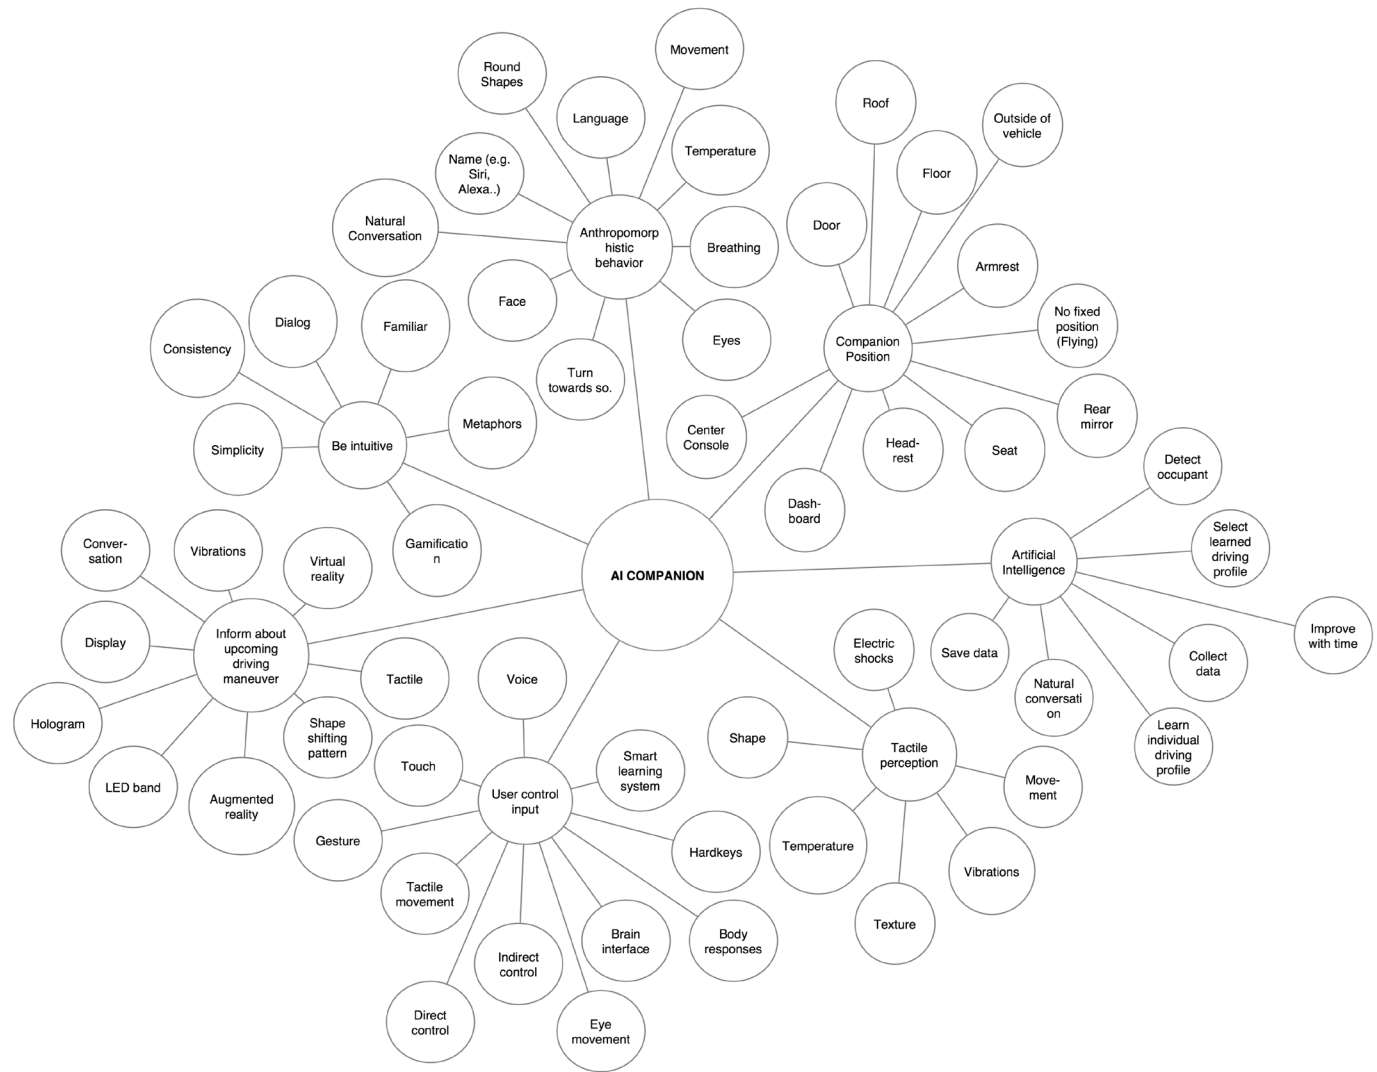 Movement
Round
Shapes
Language
Temperature
Name (e.g.
Siri,
Alexa..)
Natural
Conversation
Anthropomorp
histic
behavior
Breathing
Face
Eyes
Turn
towards so.
Roof
Outside of
vehicle
Floor
Door
Armrest
No fixed
position
(Flying)
Companion
Position
Rear
mirror
Center
Console
Head-
rest
Seat
Dash-
board
Dialog
Familiar
Consistency
Metaphors
Simplicity
Be intuitive
Gamificatio
n
AI COMPANION
Detect
occupant
Select
learned
driving
profile
Artificial
Intelligence
Improve
with time
Save data
Collect
data
Natural
conversati
on
Learn
individual
driving
profile
Conver-
sation
Vibrations
Virtual
reality
Display
Inform about
upcoming
driving
maneuver
Tactile
Hologram
Shape
shifting
pattern
LED band
Augmented
reality
Voice
Touch
Smart
learning
system
User control
input
Gesture
Hardkeys
Tactile
movement
Brain
interface
Body
responses
Indirect
control
Direct
control
Eye
movement
Electric
shocks
Shape
Tactile
perception
Move-
ment
Temperature
Vibrations
Texture